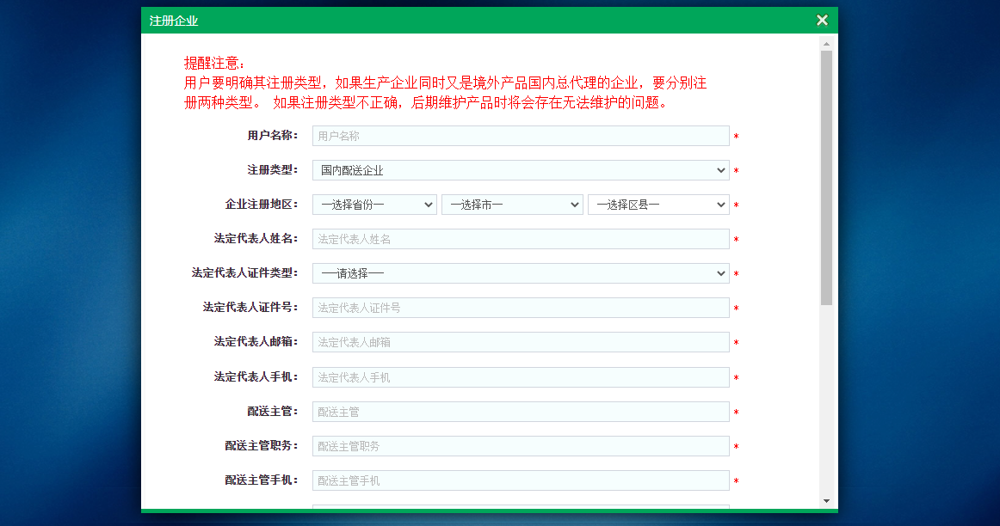 注册企业
提醒注意：
用户要明确其注册类型，如果生产企业同时又是境外产品国内总代理的企业，要分别注
册两种类型。 如果注册类型不正确，后期维护产品时将会存在无法维护的问题。
用户名称： 用户名称 *
注册类型： 国内配送企业 *
企业注册地区： —选择省份— —选择市— —选择区县— *
法定代表人姓名： 法定代表人姓名 *
法定代表人证件类型： ──请选择── *
法定代表人证件号： 法定代表人证件号 *
法定代表人邮箱： 法定代表人邮箱 *
法定代表人手机： 法定代表人手机 *
配送主管： 配送主管 *
配送主管职务： 配送主管职务 *
配送主管手机： 配送主管手机 *